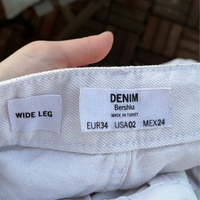 WIDE LEG
DENIM
Bershka
MADE IN TURKEY
EUR34 USA02 MEX24